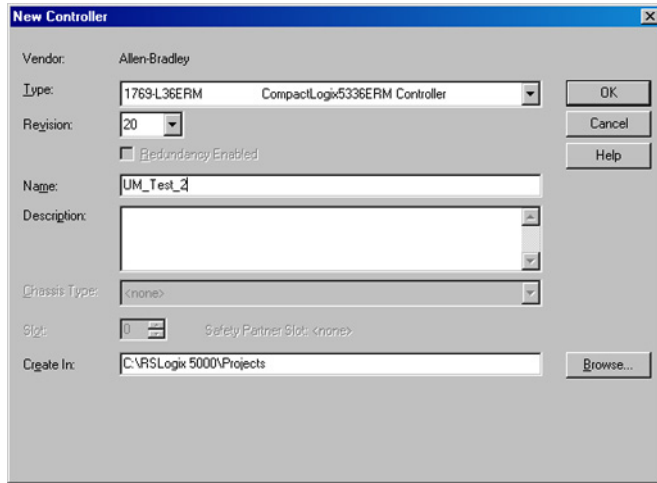 New Controller
Vendor: Allen-Bradley
Type: 1769-L36ERM CompactLogix5336ERM Controller OK
Revision: 20 Cancel
Redundancy Enabled Help
Name: UM_Test_2
Description:
Chassis Type: <none>
Slot: 0 Safety Partner Slot: <none>
Create In: C:\RSLogix 5000\Projects Browse...